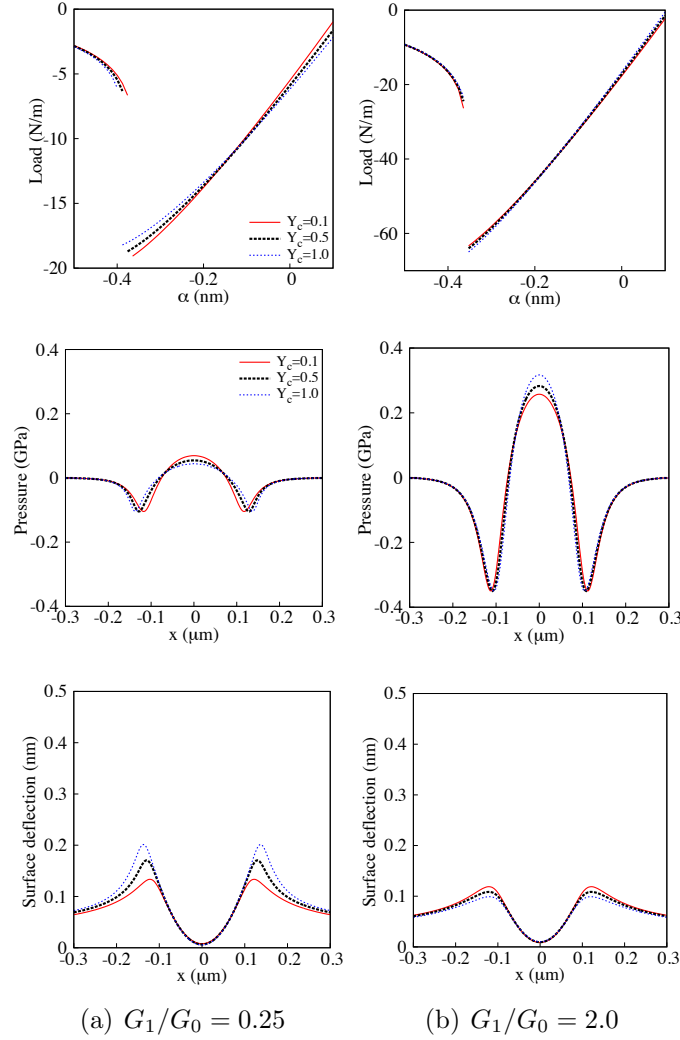 0
-5
-10
-15
-20
-0.4
-0.2
0
Load (N/m)
α (nm)
Y_c=0.1
Y_c=0.5
Y_c=1.0
0
-20
-40
-60
-0.4
-0.2
0
Load (N/m)
α (nm)
0.4
0.2
0
-0.2
-0.4
-0.3 -0.2 -0.1 0 0.1 0.2 0.3
Pressure (GPa)
x (μm)
Y_c=0.1
Y_c=0.5
Y_c=1.0
0.4
0.2
0
-0.2
-0.4
-0.3 -0.2 -0.1 0 0.1 0.2 0.3
Pressure (GPa)
x (μm)
0.5
0.4
0.3
0.2
0.1
0
-0.3 -0.2 -0.1 0 0.1 0.2 0.3
Surface deflection (nm)
x (μm)
0.5
0.4
0.3
0.2
0.1
0
-0.3 -0.2 -0.1 0 0.1 0.2 0.3
Surface deflection (nm)
x (μm)
(a) G₁/G₀ = 0.25
(b) G₁/G₀ = 2.0